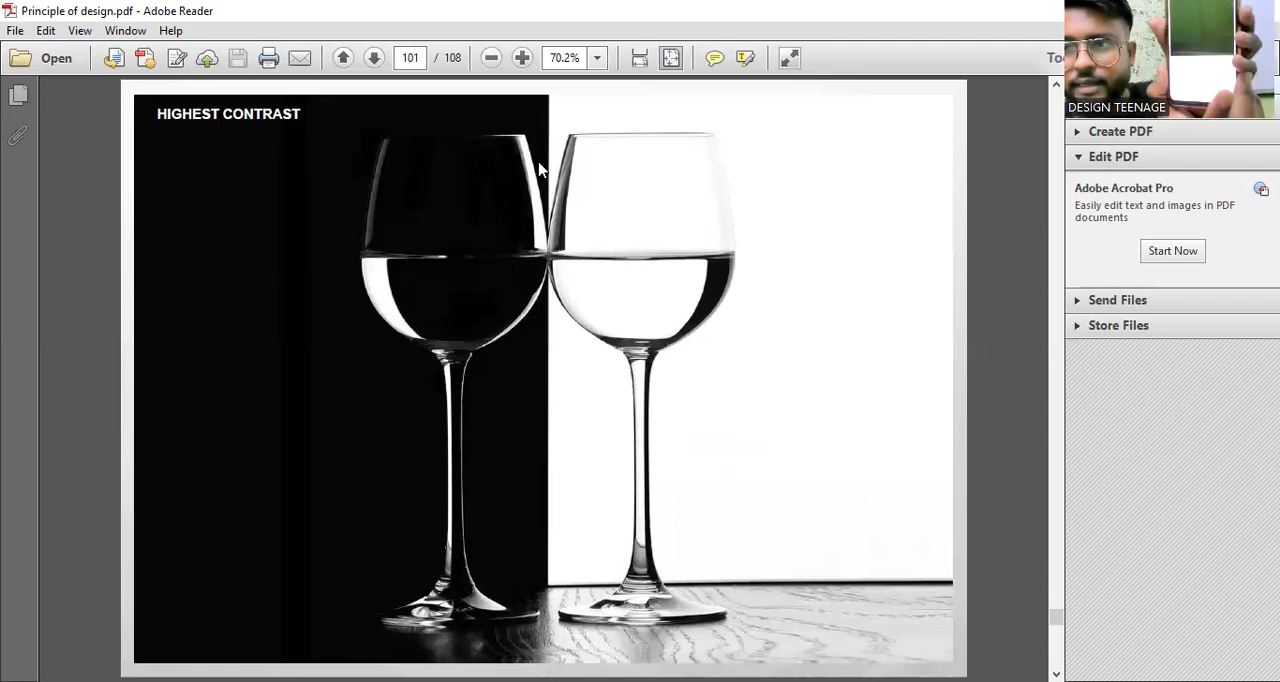 Principle of design.pdf - Adobe Reader
File Edit View Window Help
Open 101 / 108 70.2% To
DESIGN TEENAGE
Create PDF
Edit PDF
Adobe Acrobat Pro
Easily edit text and images in PDF
documents
Start Now
Send Files
Store Files
HIGHEST CONTRAST